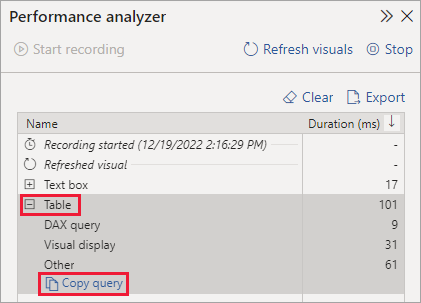 Performance analyzer
Start recording Refresh visuals Stop
Clear Export
Name Duration (ms)
Recording started (12/19/2022 2:16:29 PM) -
Refreshed visual -
Text box 17
Table 101
DAX query 9
Visual display 31
Other 61
Copy query